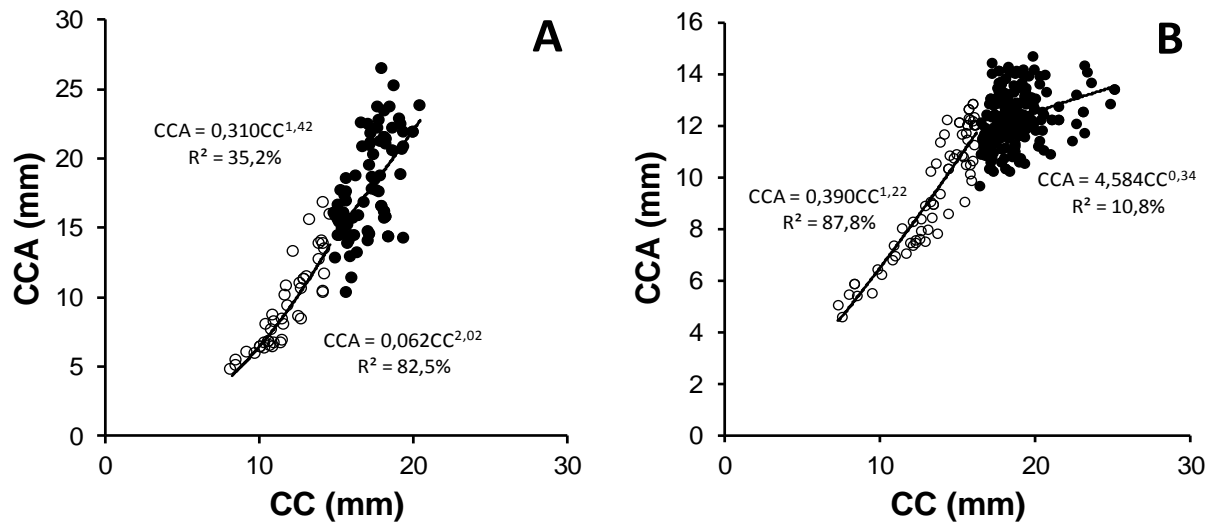 A
30
25
20
15
10
5
0
CCA (mm)
CCA = 0,310CC^1,42
R² = 35,2%
CCA = 0,062CC^2,02
R² = 82,5%
0 10 20 30
CC (mm)
B
16
14
12
10
8
6
4
2
0
CCA (mm)
CCA = 0,390CC^1,22
R² = 87,8%
CCA = 4,584CC^0,34
R² = 10,8%
0 10 20 30
CC (mm)